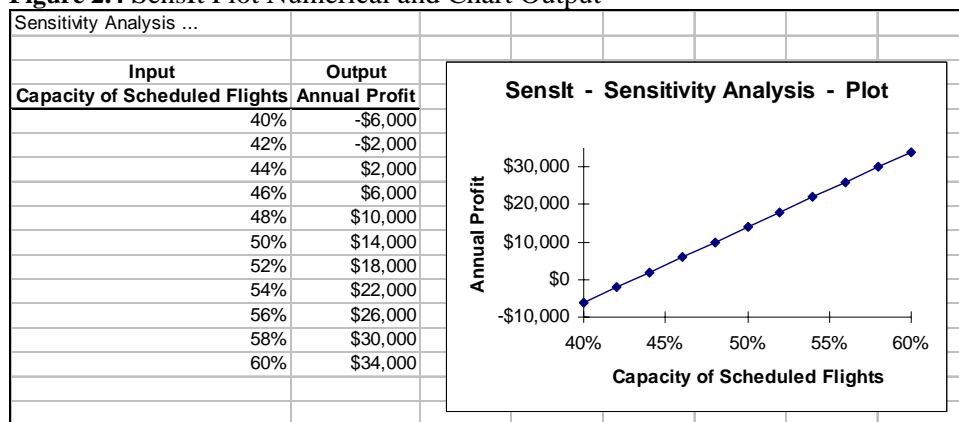 Figure 2.4 SensIt Plot Numerical and Chart Output
Sensitivity Analysis ...
Input Output
Capacity of Scheduled Flights Annual Profit
40% -$6,000
42% -$2,000
44% $2,000
46% $6,000
48% $10,000
50% $14,000
52% $18,000
54% $22,000
56% $26,000
58% $30,000
60% $34,000
SensIt - Sensitivity Analysis - Plot
Annual Profit
$30,000
$20,000
$10,000
$0
-$10,000
40% 45% 50% 55% 60%
Capacity of Scheduled Flights